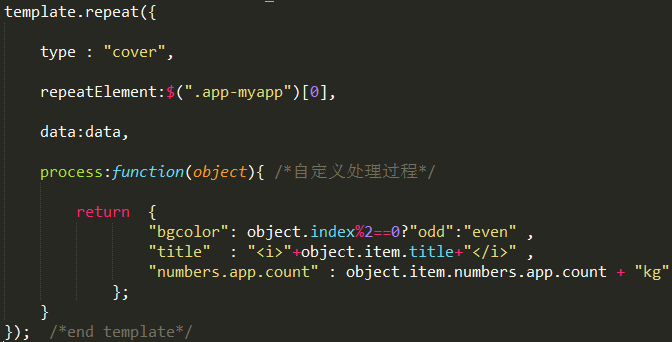 template.repeat({
type : "cover",
repeatElement:$(".app-myapp")[0],
data:data,
process:function(object){ /*自定义处理过程*/
return {
"bgcolor": object.index%2==0?"odd":"even" ,
"title"  : "<i>"+object.item.title+"</i>" ,
"numbers.app.count" : object.item.numbers.app.count + "kg"
};
}
});  /*end template*/